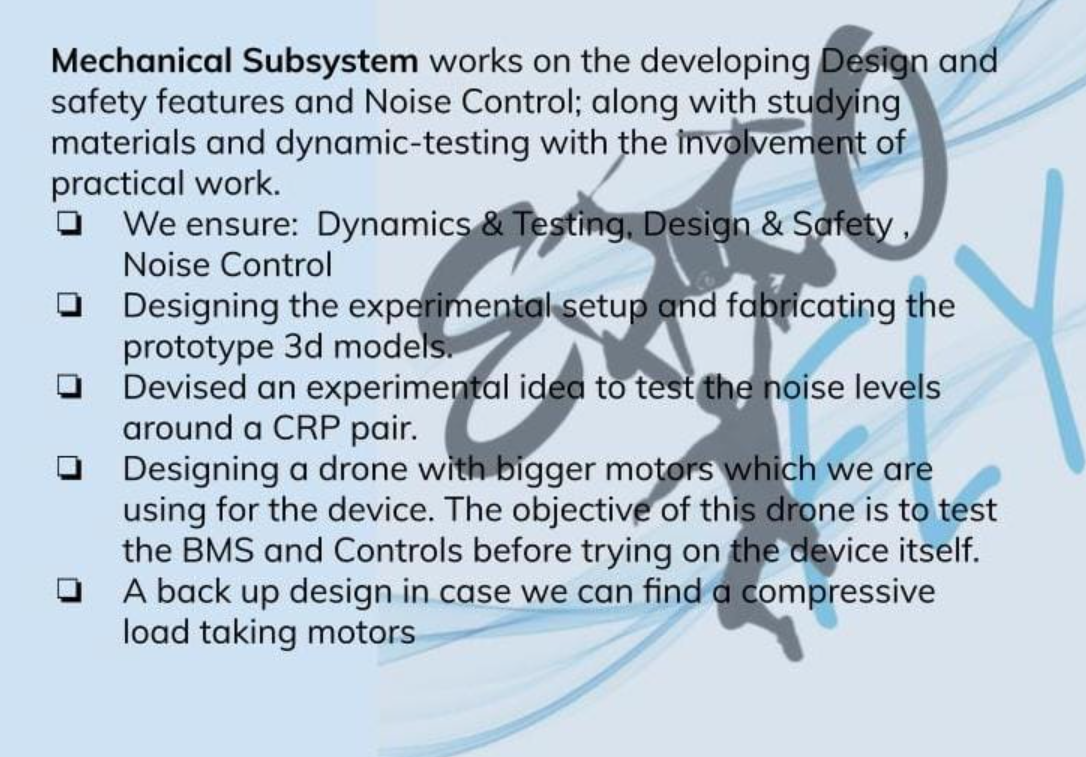 Mechanical Subsystem works on the developing Design and
safety features and Noise Control; along with studying
materials and dynamic-testing with the involvement of
practical work.
❏ We ensure: Dynamics & Testing, Design & Safety ,
Noise Control
❏ Designing the experimental setup and fabricating the
prototype 3d models.
❏ Devised an experimental idea to test the noise levels
around a CRP pair.
❏ Designing a drone with bigger motors which we are
using for the device. The objective of this drone is to test
the BMS and Controls before trying on the device itself.
❏ A back up design in case we can find a compressive
load taking motors
FLY